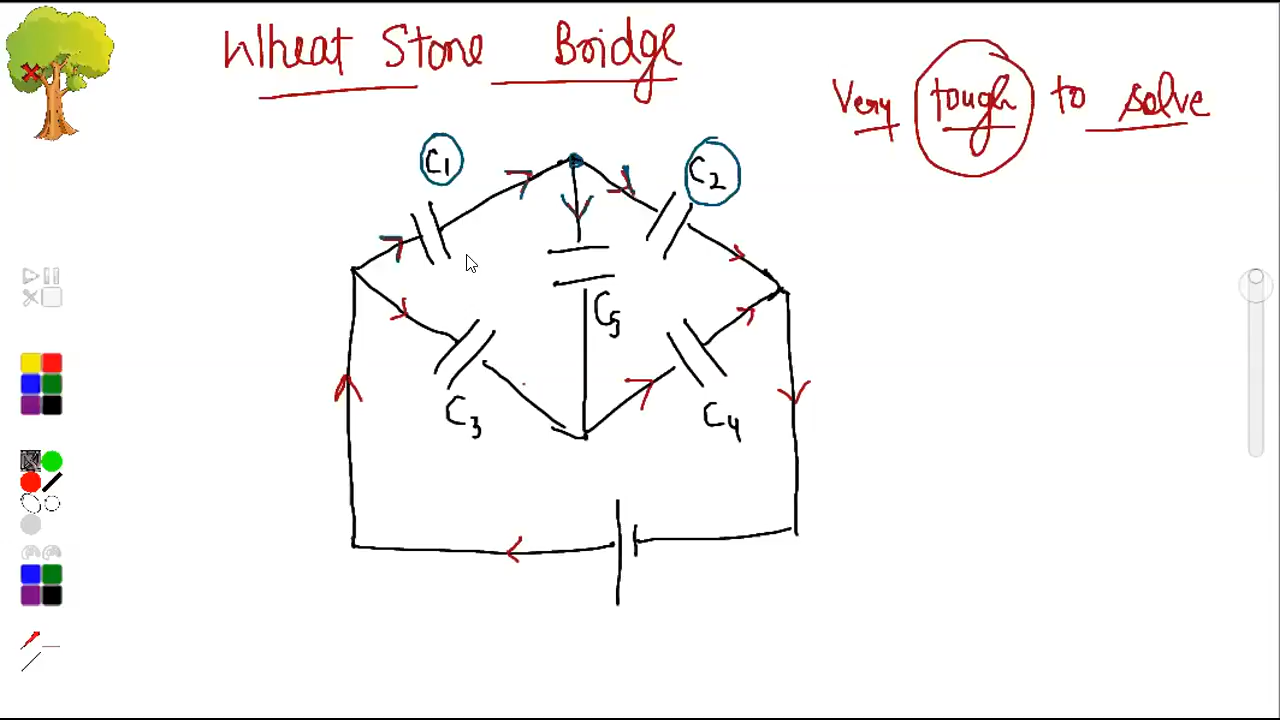 Wheat Stone Bridge
Very tough to solve
C1
C2
C5
C3
C4